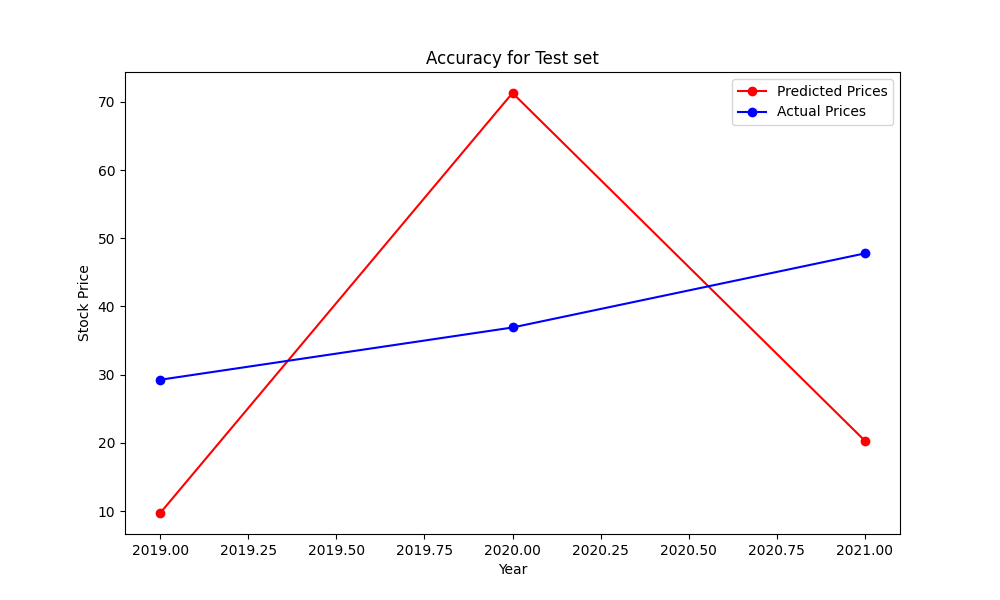 Accuracy for Test set
Predicted Prices
Actual Prices
70
60
50
40
30
20
10
Stock Price
2019.00 2019.25 2019.50 2019.75 2020.00 2020.25 2020.50 2020.75 2021.00
Year